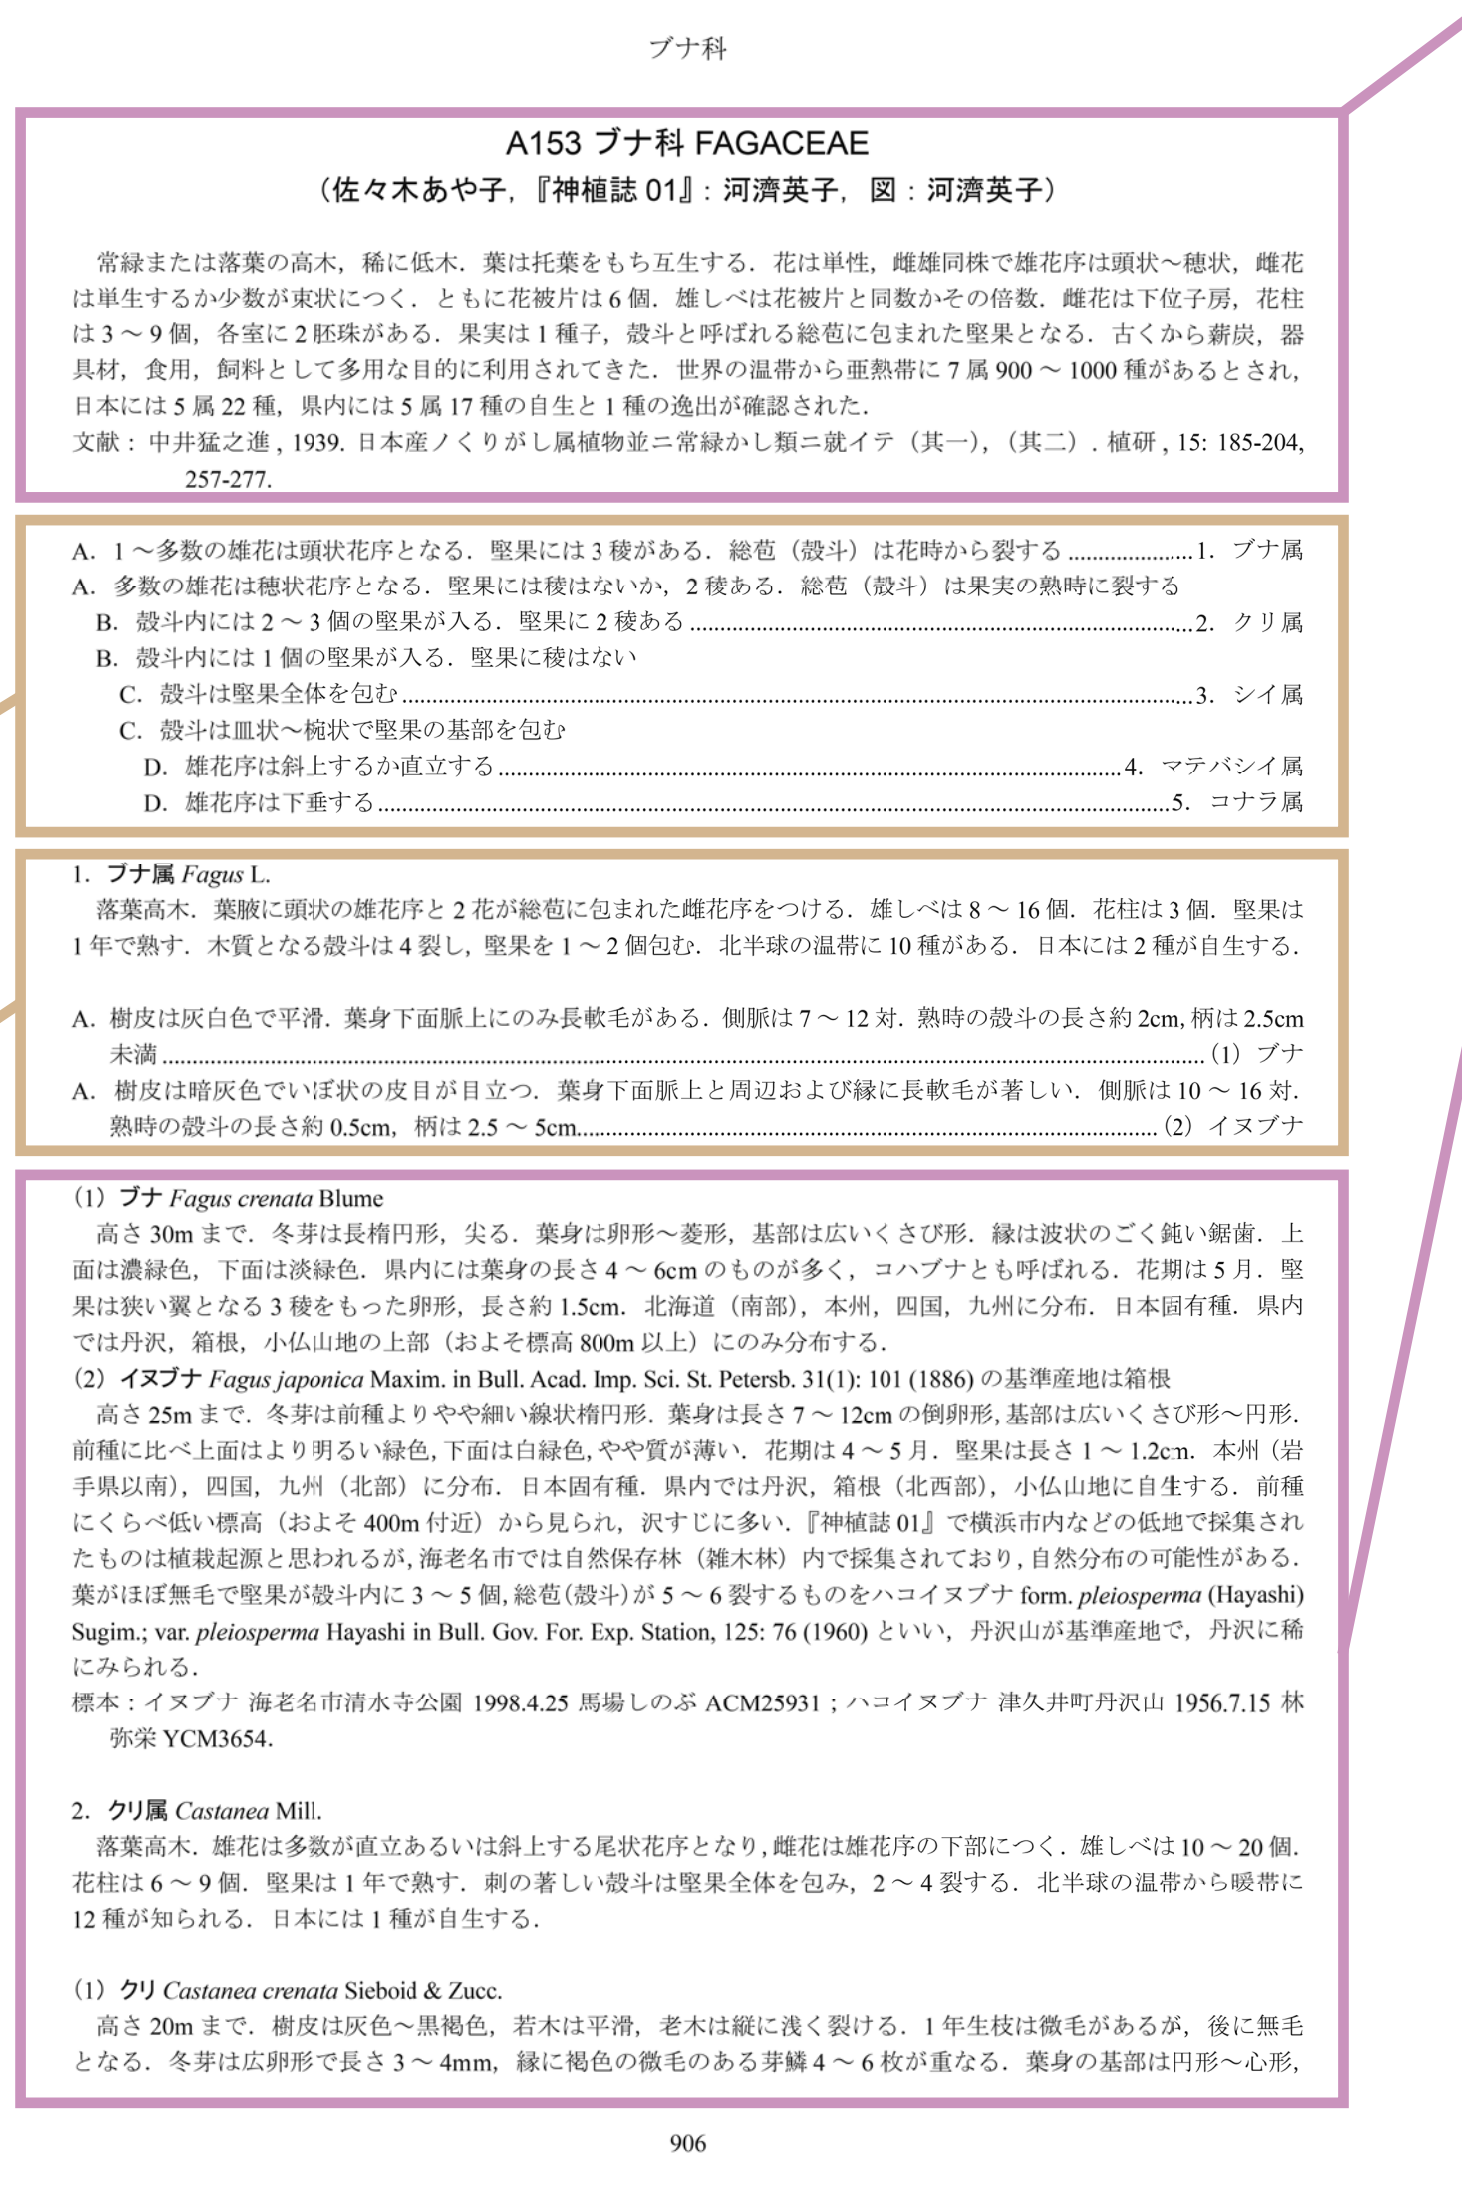 ブナ科
A153 ブナ科 FAGACEAE
（佐々木あや子，『神植誌 01』: 河濟英子，図 : 河濟英子）
常緑または落葉の高木，稀に低木．葉は托葉をもち互生する．花は単性，雌雄同株で雄花序は頭状～穂状，雌花
は単生するか少数が束状につく．ともに花被片は 6 個．雄しべは花被片と同数かその倍数．雌花は下位子房，花柱
は 3 ～ 9 個，各室に 2 胚珠がある．果実は 1 種子，殻斗と呼ばれる総苞に包まれた堅果となる．古くから薪炭，器
具材，食用，飼料として多用な目的に利用されてきた．世界の温帯から亜熱帯に 7 属 900 ～ 1000 種があるとされ，
日本には 5 属 22 種，県内には 5 属 17 種の自生と 1 種の逸出が確認された．
文献 : 中井猛之進 , 1939. 日本産ノくりがし属植物並ニ常緑かし類ニ就イテ（其一），（其二）. 植研 , 15: 185-204,
257-277.
A．1 ～多数の雄花は頭状花序となる．堅果には 3 稜がある．総苞（殻斗）は花時から裂する .....................1．ブナ属
A．多数の雄花は穂状花序となる．堅果には稜はないか，2 稜ある．総苞（殻斗）は果実の熟時に裂する
B．殻斗内には 2 ～ 3 個の堅果が入る．堅果に 2 稜ある .....................2．クリ属
B．殻斗内には 1 個の堅果が入る．堅果に稜はない
C．殻斗は堅果全体を包む .....................3．シイ属
C．殻斗は皿状～椀状で堅果の基部を包む
D．雄花序は斜上するか直立する .....................4．マテバシイ属
D．雄花序は下垂する .....................5．コナラ属
1．ブナ属 Fagus L.
落葉高木．葉腋に頭状の雄花序と 2 花が総苞に包まれた雌花序をつける．雄しべは 8 ～ 16 個．花柱は 3 個．堅果は
1 年で熟す．木質となる殻斗は 4 裂し，堅果を 1 ～ 2 個包む．北半球の温帯に 10 種がある．日本には 2 種が自生する．
A．樹皮は灰白色で平滑．葉身下面脈上にのみ長軟毛がある．側脈は 7 ～ 12 対．熟時の殻斗の長さ約 2cm, 柄は 2.5cm
未満 .....................（1）ブナ
A．樹皮は暗灰色でいぼ状の皮目が目立つ．葉身下面脈上と周辺および縁に長軟毛が著しい．側脈は 10 ～ 16 対．
熟時の殻斗の長さ約 0.5cm，柄は 2.5 ～ 5cm.....................（2）イヌブナ
（1）ブナ Fagus crenata Blume
高さ 30m まで．冬芽は長楕円形，尖る．葉身は卵形～菱形，基部は広いくさび形．縁は波状のごく鈍い鋸歯．上
面は濃緑色，下面は淡緑色．県内には葉身の長さ 4 ～ 6cm のものが多く，コハブナとも呼ばれる．花期は 5 月．堅
果は狭い翼となる 3 稜をもった卵形，長さ約 1.5cm．北海道（南部），本州，四国，九州に分布．日本固有種．県内
では丹沢，箱根，小仏山地の上部（およそ標高 800m 以上）にのみ分布する．
（2）イヌブナ Fagus japonica Maxim. in Bull. Acad. Imp. Sci. St. Petersb. 31(1): 101 (1886) の基準産地は箱根
高さ 25m まで．冬芽は前種よりやや細い線状楕円形．葉身は長さ 7 ～ 12cm の倒卵形, 基部は広いくさび形～円形．
前種に比べ上面はより明るい緑色, 下面は白緑色, やや質が薄い．花期は 4 ～ 5 月．堅果は長さ 1 ～ 1.2cm．本州（岩
手県以南），四国，九州（北部）に分布．日本固有種．県内では丹沢，箱根（北西部），小仏山地に自生する．前種
にくらべ低い標高（およそ 400m 付近）から見られ，沢すじに多い．『神植誌 01』で横浜市内などの低地で採集され
たものは植栽起源と思われるが, 海老名市では自然保存林（雑木林）内で採集されており, 自然分布の可能性がある．
葉がほぼ無毛で堅果が殻斗内に 3 ～ 5 個, 総苞(殻斗)が 5 ～ 6 裂するものをハコイヌブナ form. pleiosperma (Hayashi)
Sugim.; var. pleiosperma Hayashi in Bull. Gov. For. Exp. Station, 125: 76 (1960) といい，丹沢山が基準産地で，丹沢に稀
にみられる．
標本 : イヌブナ 海老名市清水寺公園 1998.4.25 馬場しのぶ ACM25931 ; ハコイヌブナ 津久井町丹沢山 1956.7.15 林
弥栄 YCM3654.
2．クリ属 Castanea Mill.
落葉高木．雄花は多数が直立あるいは斜上する尾状花序となり, 雌花は雄花序の下部につく．雄しべは 10 ～ 20 個．
花柱は 6 ～ 9 個．堅果は 1 年で熟す．刺の著しい殻斗は堅果全体を包み，2 ～ 4 裂する．北半球の温帯から暖帯に
12 種が知られる．日本には 1 種が自生する．
（1）クリ Castanea crenata Sieboid & Zucc.
高さ 20m まで．樹皮は灰色～黒褐色，若木は平滑，老木は縦に浅く裂ける．1 年生枝は微毛があるが，後に無毛
となる．冬芽は広卵形で長さ 3 ～ 4mm，縁に褐色の微毛のある芽鱗 4 ～ 6 枚が重なる．葉身の基部は円形～心形，
906